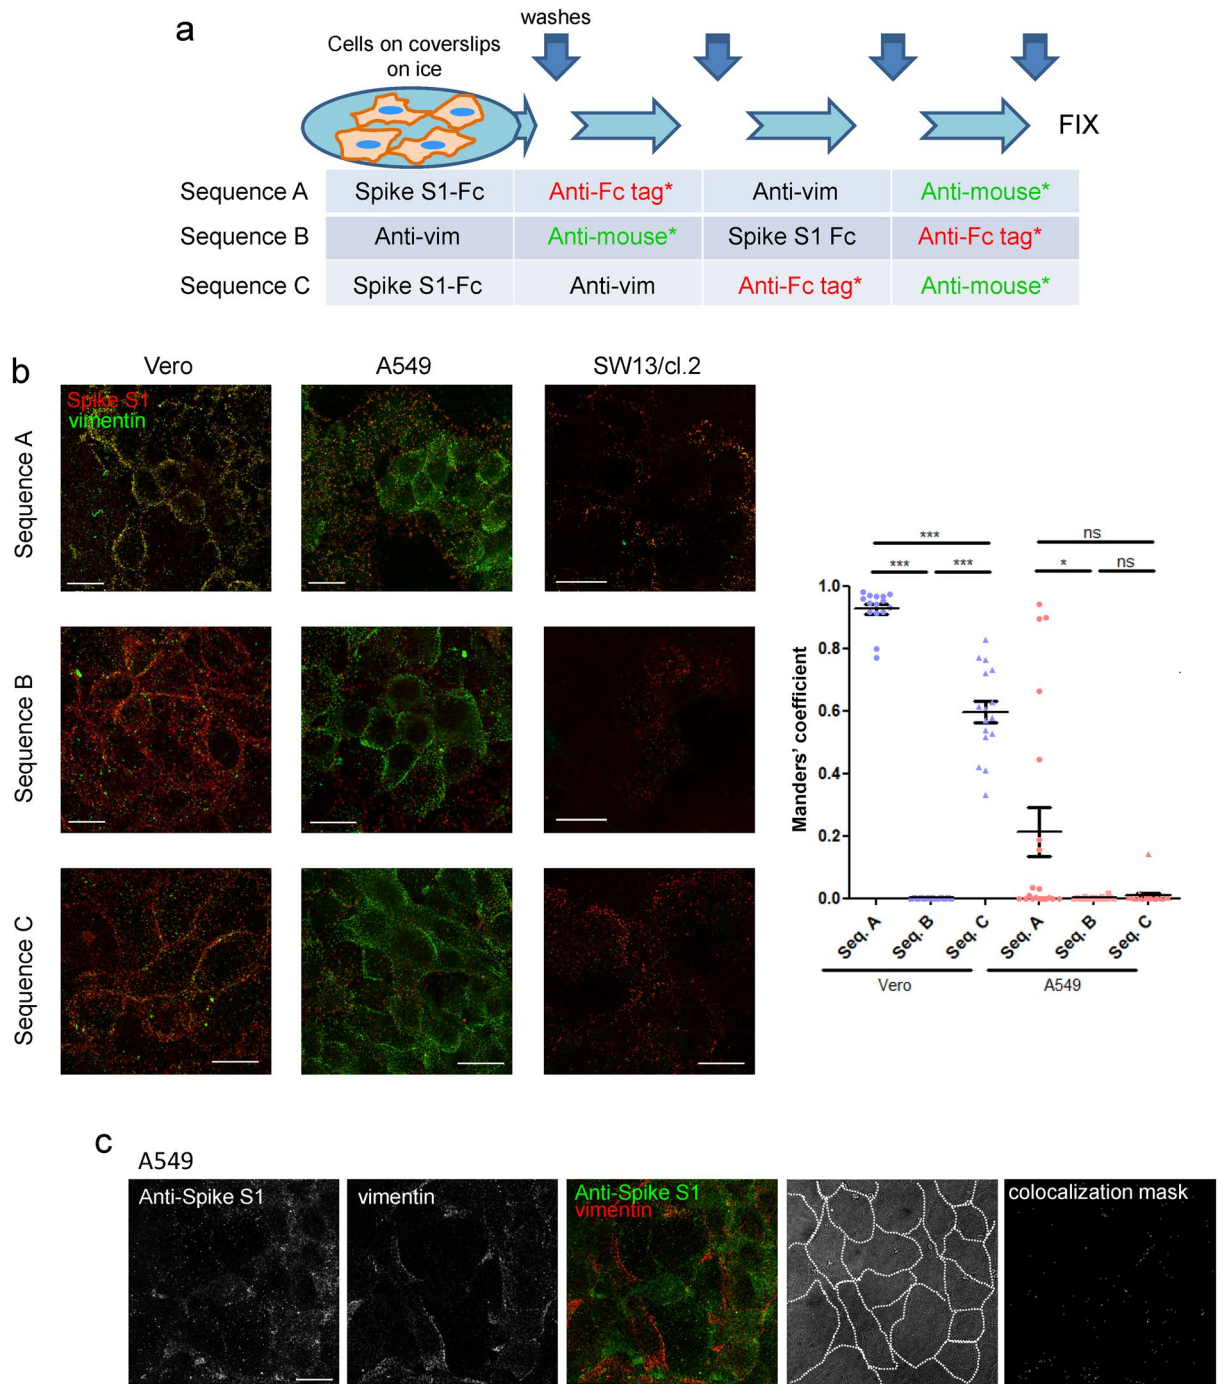 a
washes
Cells on coverslips
on ice
FIX
Sequence A Spike S1-Fc Anti-Fc tag* Anti-vim Anti-mouse*
Sequence B Anti-vim Anti-mouse* Spike S1 Fc Anti-Fc tag*
Sequence C Spike S1-Fc Anti-vim Anti-Fc tag* Anti-mouse*
b
Vero A549 SW13/cl.2
Sequence A
Spike S1
vimentin
Sequence B
Sequence C
*** ns
*** *** * ns
Manders' coefficient
1.0
0.8
0.6
0.4
0.2
0.0
Seq. A Seq. B Seq. C Seq. A Seq. B Seq. C
Vero A549
c
A549
Anti-Spike S1 vimentin Anti-Spike S1 colocalization mask
vimentin